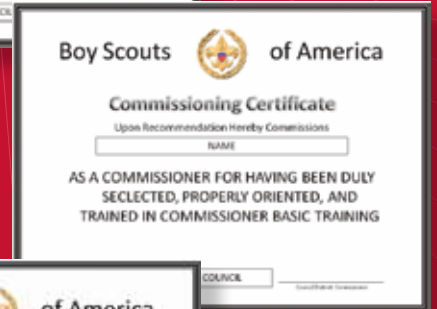 Boy Scouts of America
Commissioning Certificate
Upon Recommendation Hereby Commissions
NAME
AS A COMMISSIONER FOR HAVING BEEN DULY
SECLECTED, PROPERLY ORIENTED, AND
TRAINED IN COMMISSIONER BASIC TRAINING
COUNCIL
of America